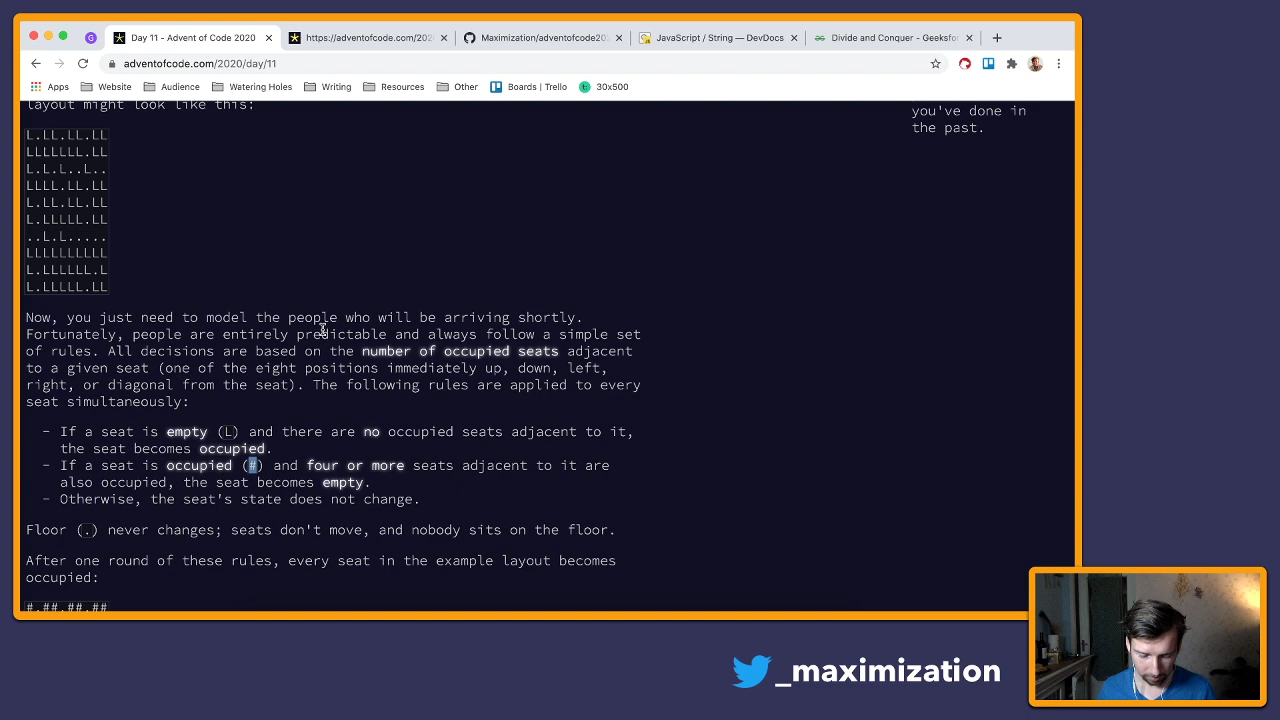 Day 11 - Advent of Code 2020
https://adventofcode.com/202
Maximization/adventofcode202
JavaScript / String — DevDocs
Divide and Conquer - Geeksfo
adventofcode.com/2020/day/11
Apps
Website
Audience
Watering Holes
Writing
Resources
Other
Boards | Trello
30x500
layout might look like this:
you've done in
the past.
L.LL.LL.LL
LLLLLLL.LL
L.L.L..L..
LLLL.LL.LL
L.LL.LL.LL
L.LLLLL.LL
..L.L.....
LLLLLLLLLL
L.LLLLLL.L
L.LLLLL.LL
Now, you just need to model the people who will be arriving shortly.
Fortunately, people are entirely predictable and always follow a simple set
of rules. All decisions are based on the number of occupied seats adjacent
to a given seat (one of the eight positions immediately up, down, left,
right, or diagonal from the seat). The following rules are applied to every
seat simultaneously:
- If a seat is empty (L) and there are no occupied seats adjacent to it,
the seat becomes occupied.
- If a seat is occupied (#) and four or more seats adjacent to it are
also occupied, the seat becomes empty.
- Otherwise, the seat's state does not change.
Floor (.) never changes; seats don't move, and nobody sits on the floor.
After one round of these rules, every seat in the example layout becomes
occupied:
#.##.##.##
_maximization